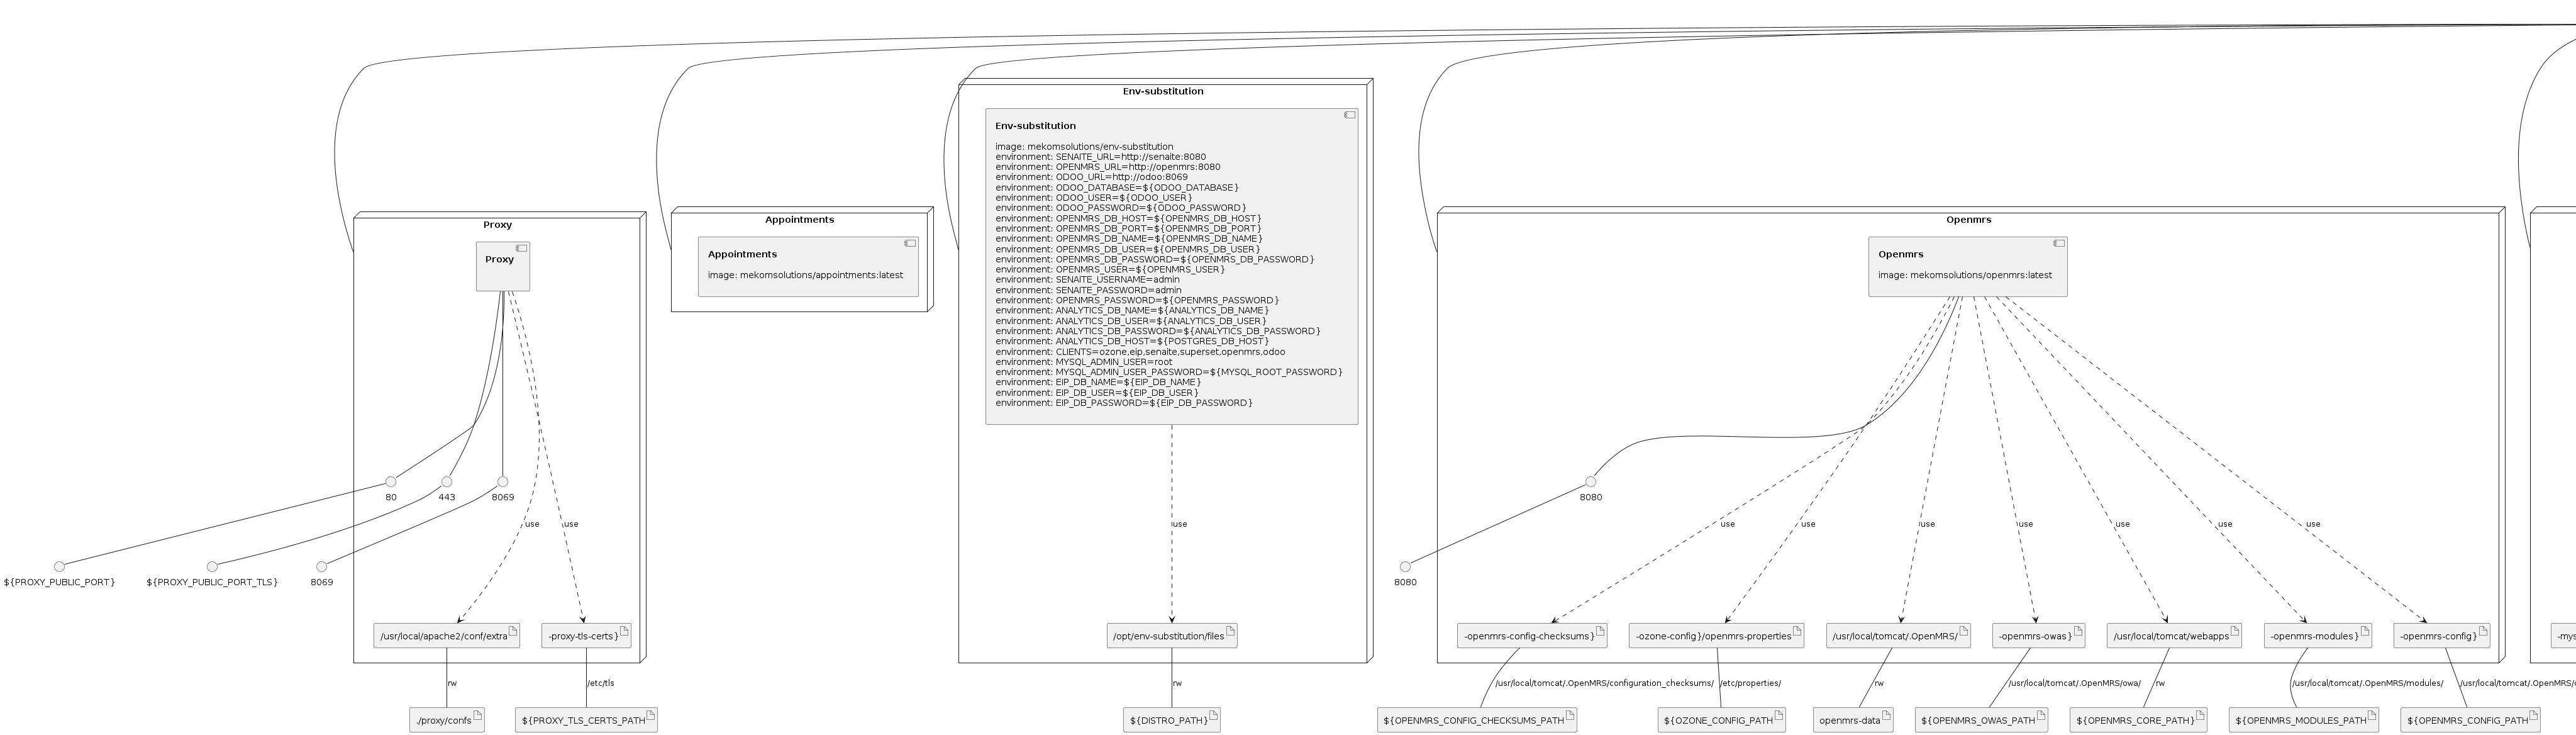 Env-substitution
Env-substitution
image: mekomsolutions/env-substitution
environment: SENAITE_URL=http://senaite:8080
environment: OPENMRS_URL=http://openmrs:8080
environment: ODOO_URL=http://odoo:8069
environment: ODOO_DATABASE=${ODOO_DATABASE}
environment: ODOO_USER=${ODOO_USER}
environment: ODOO_PASSWORD=${ODOO_PASSWORD}
environment: OPENMRS_DB_HOST=${OPENMRS_DB_HOST}
environment: OPENMRS_DB_PORT=${OPENMRS_DB_PORT}
environment: OPENMRS_DB_NAME=${OPENMRS_DB_NAME}
environment: OPENMRS_DB_USER=${OPENMRS_DB_USER}
environment: OPENMRS_DB_PASSWORD=${OPENMRS_DB_PASSWORD}
environment: OPENMRS_USER=${OPENMRS_USER}
environment: SENAITE_USERNAME=admin
environment: SENAITE_PASSWORD=admin
environment: OPENMRS_PASSWORD=${OPENMRS_PASSWORD}
environment: ANALYTICS_DB_NAME=${ANALYTICS_DB_NAME}
environment: ANALYTICS_DB_USER=${ANALYTICS_DB_USER}
environment: ANALYTICS_DB_PASSWORD=${ANALYTICS_DB_PASSWORD}
environment: ANALYTICS_DB_HOST=${POSTGRES_DB_HOST}
environment: CLIENTS=ozone,eip,senaite,superset,openmrs,odoo
environment: MYSQL_ADMIN_USER=root
environment: MYSQL_ADMIN_USER_PASSWORD=${MYSQL_ROOT_PASSWORD}
environment: EIP_DB_NAME=${EIP_DB_NAME}
environment: EIP_DB_USER=${EIP_DB_USER}
environment: EIP_DB_PASSWORD=${EIP_DB_PASSWORD}
Proxy
Proxy
Appointments
Appointments
image: mekomsolutions/appointments:latest
Openmrs
Openmrs
image: mekomsolutions/openmrs:latest
80
443
8069
8080
use
use
use
use
use
use
use
use
use
use
${PROXY_PUBLIC_PORT}
${PROXY_PUBLIC_PORT_TLS}
8069
8080
/usr/local/apache2/conf/extra
-proxy-tls-certs}
/opt/env-substitution/files
-openmrs-config-checksums}
-ozone-config}/openmrs-properties
/usr/local/tomcat/.OpenMRS/
-openmrs-owas}
/usr/local/tomcat/webapps
-openmrs-modules}
-openmrs-config}
-mys
rw
/etc/tls
rw
/usr/local/tomcat/.OpenMRS/configuration_checksums/
/etc/properties/
rw
/usr/local/tomcat/.OpenMRS/owa/
rw
/usr/local/tomcat/.OpenMRS/modules/
/usr/local/tomcat/.OpenMRS/
./proxy/confs
${PROXY_TLS_CERTS_PATH
${DISTRO_PATH}
${OPENMRS_CONFIG_CHECKSUMS_PATH
${OZONE_CONFIG_PATH
openmrs-data
${OPENMRS_OWAS_PATH
${OPENMRS_CORE_PATH}
${OPENMRS_MODULES_PATH
${OPENMRS_CONFIG_PATH